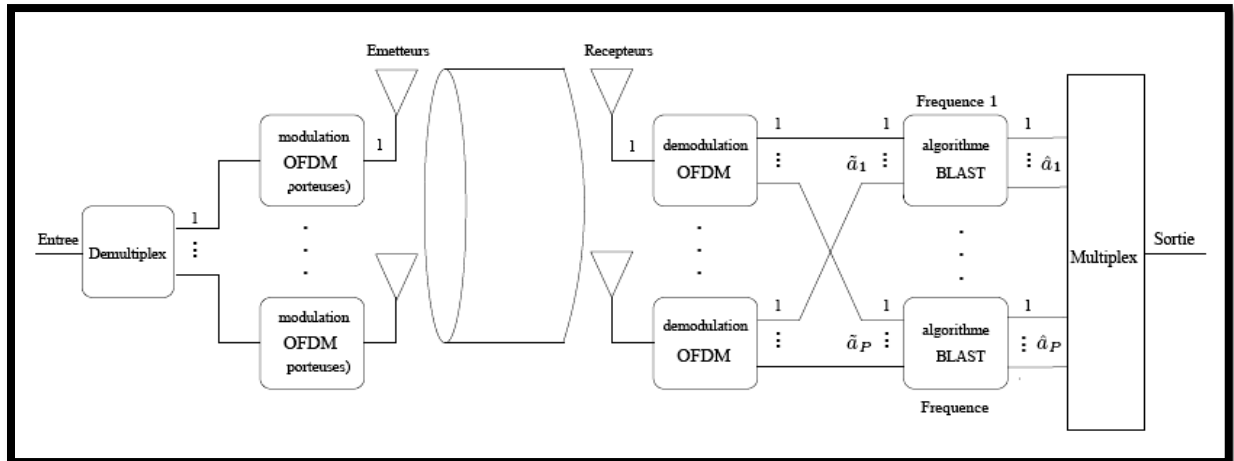 Emetteurs
Recepteurs
Entree
Demultiplex
1
modulation
OFDM
porteuses)
1
modulation
OFDM
porteuses)
1
demodulation
OFDM
1
ã₁
1
Frequence 1
algorithme
BLAST
1
â₁
demodulation
OFDM
1
ã_P
1
algorithme
BLAST
Frequence
1
â_P
Multiplex
Sortie